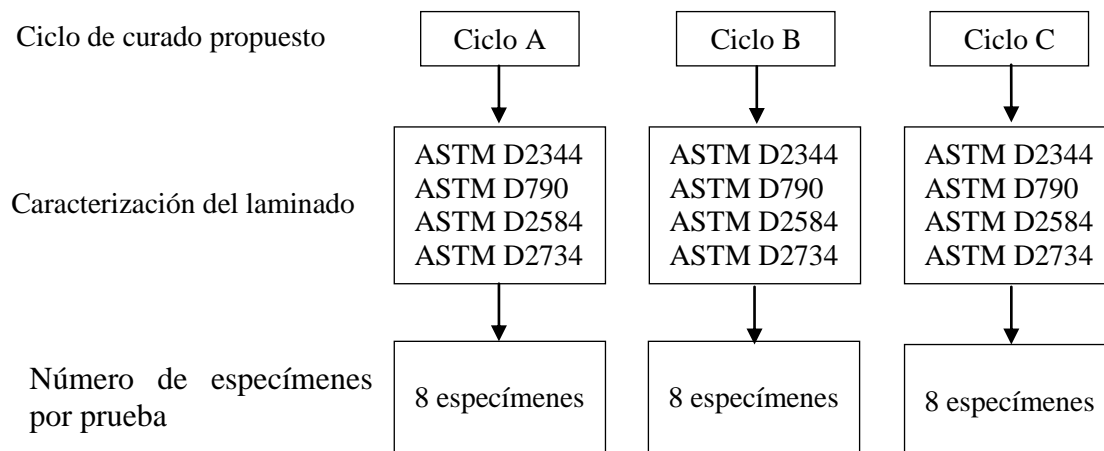 Ciclo de curado propuesto
Ciclo A
Ciclo B
Ciclo C
Caracterización del laminado
ASTM D2344
ASTM D790
ASTM D2584
ASTM D2734
ASTM D2344
ASTM D790
ASTM D2584
ASTM D2734
ASTM D2344
ASTM D790
ASTM D2584
ASTM D2734
Número de especímenes
por prueba
8 especímenes
8 especímenes
8 especímenes